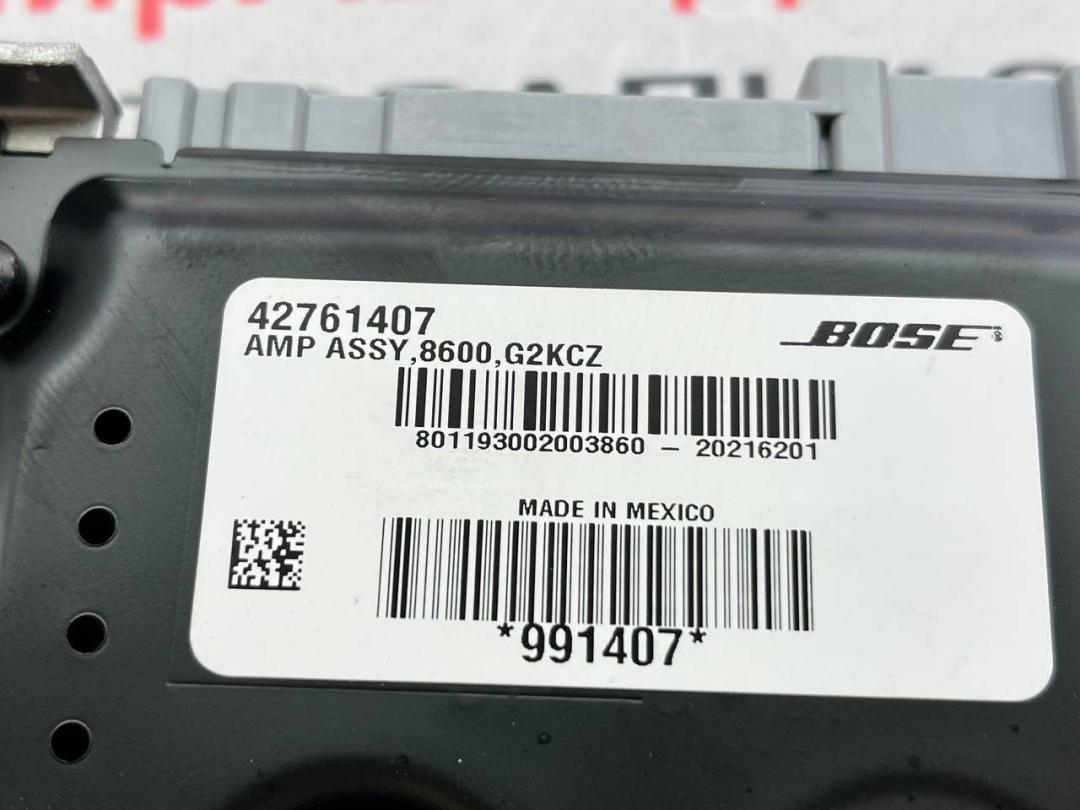 42761407
BOSE
AMP ASSY,8600,G2KCZ
801193002003860 – 20216201
MADE IN MEXICO
*991407*